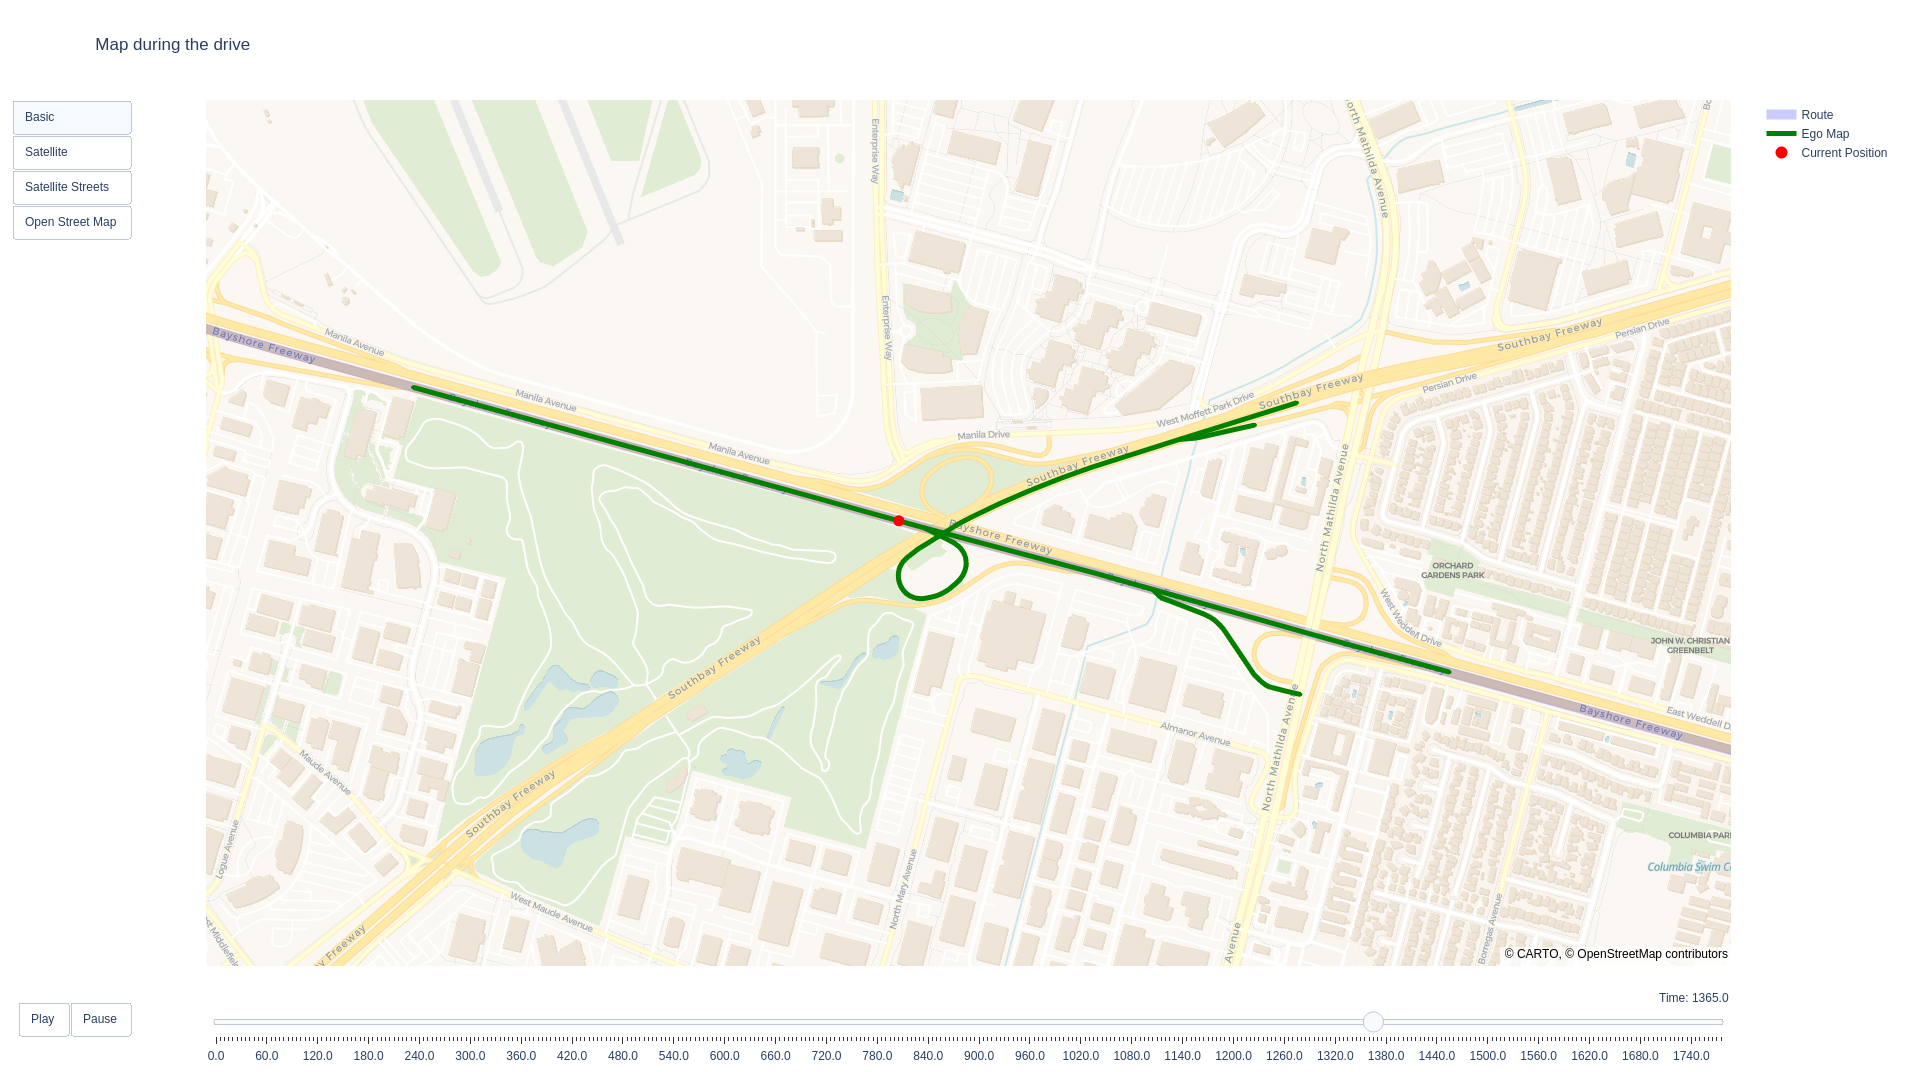 Map during the drive
Basic
Satellite
Satellite Streets
Open Street Map
Route
Ego Map
Current Position
North Mathilda Avenue
Enterprise Way
Enterprise Way
Bayshore Freeway
Manila Avenue
Manila Avenue
Manila Avenue
Manila Drive
West Moffett Park Drive
Southbay Freeway
Southbay Freeway
Persian Drive
Persian Drive
Southbay Freeway
Bayshore Freeway
North Mathilda Avenue
ORCHARD
GARDENS PARK
West Weddell Drive
JOHN W. CHRISTIAN
GREENBELT
Southbay Freeway
Bayshore Freeway
East Weddell D
Almanor Avenue
North Mathilda Avenue
Maude Avenue
Southbay Freeway
Logue Avenue
COLUMBIA PAR
Columbia Swim C
West Maude Avenue
North Mary Avenue
Borregas Avenue
Avenue
y Freeway
st Middlefield
© CARTO, © OpenStreetMap contributors
Time: 1365.0
Play
Pause
0.0 60.0 120.0 180.0 240.0 300.0 360.0 420.0 480.0 540.0 600.0 660.0 720.0 780.0 840.0 900.0 960.0 1020.0 1080.0 1140.0 1200.0 1260.0 1320.0 1380.0 1440.0 1500.0 1560.0 1620.0 1680.0 1740.0